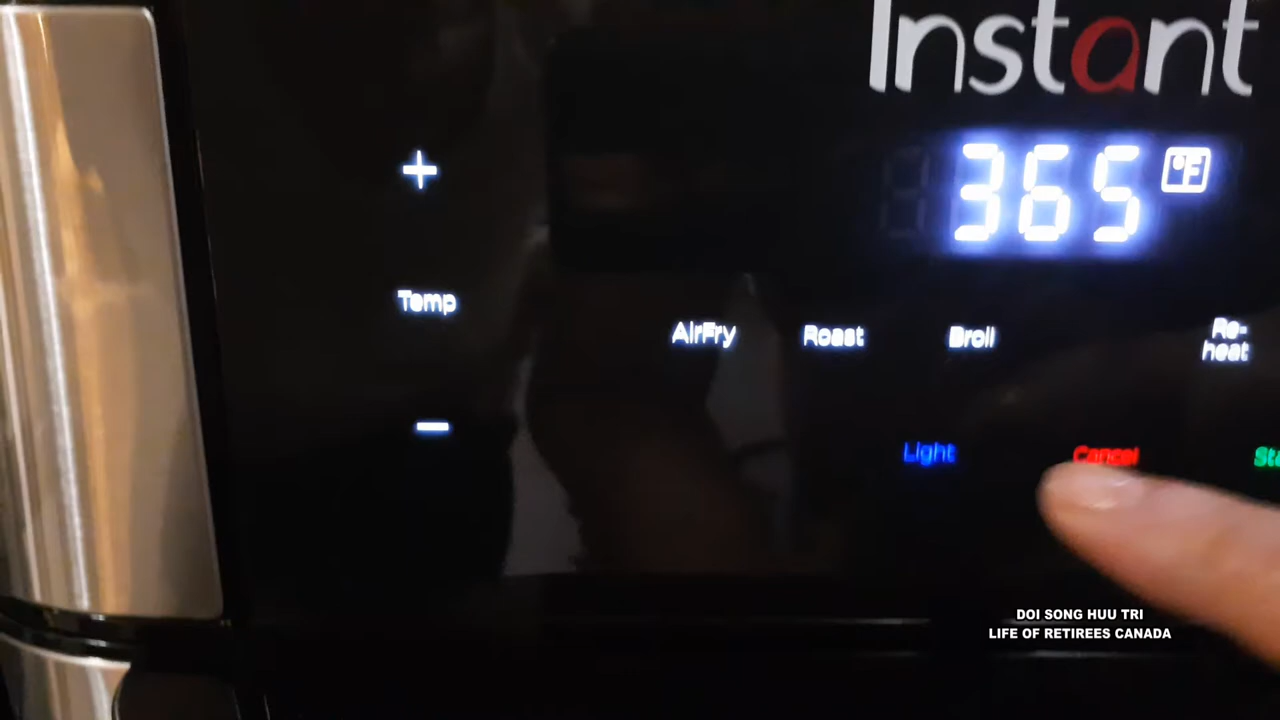 Instant
365 °F
+
Temp
AirFry Roast Broil Re-
heat
-
Light Cancel
DOI SONG HUU TRI
LIFE OF RETIREES CANADA